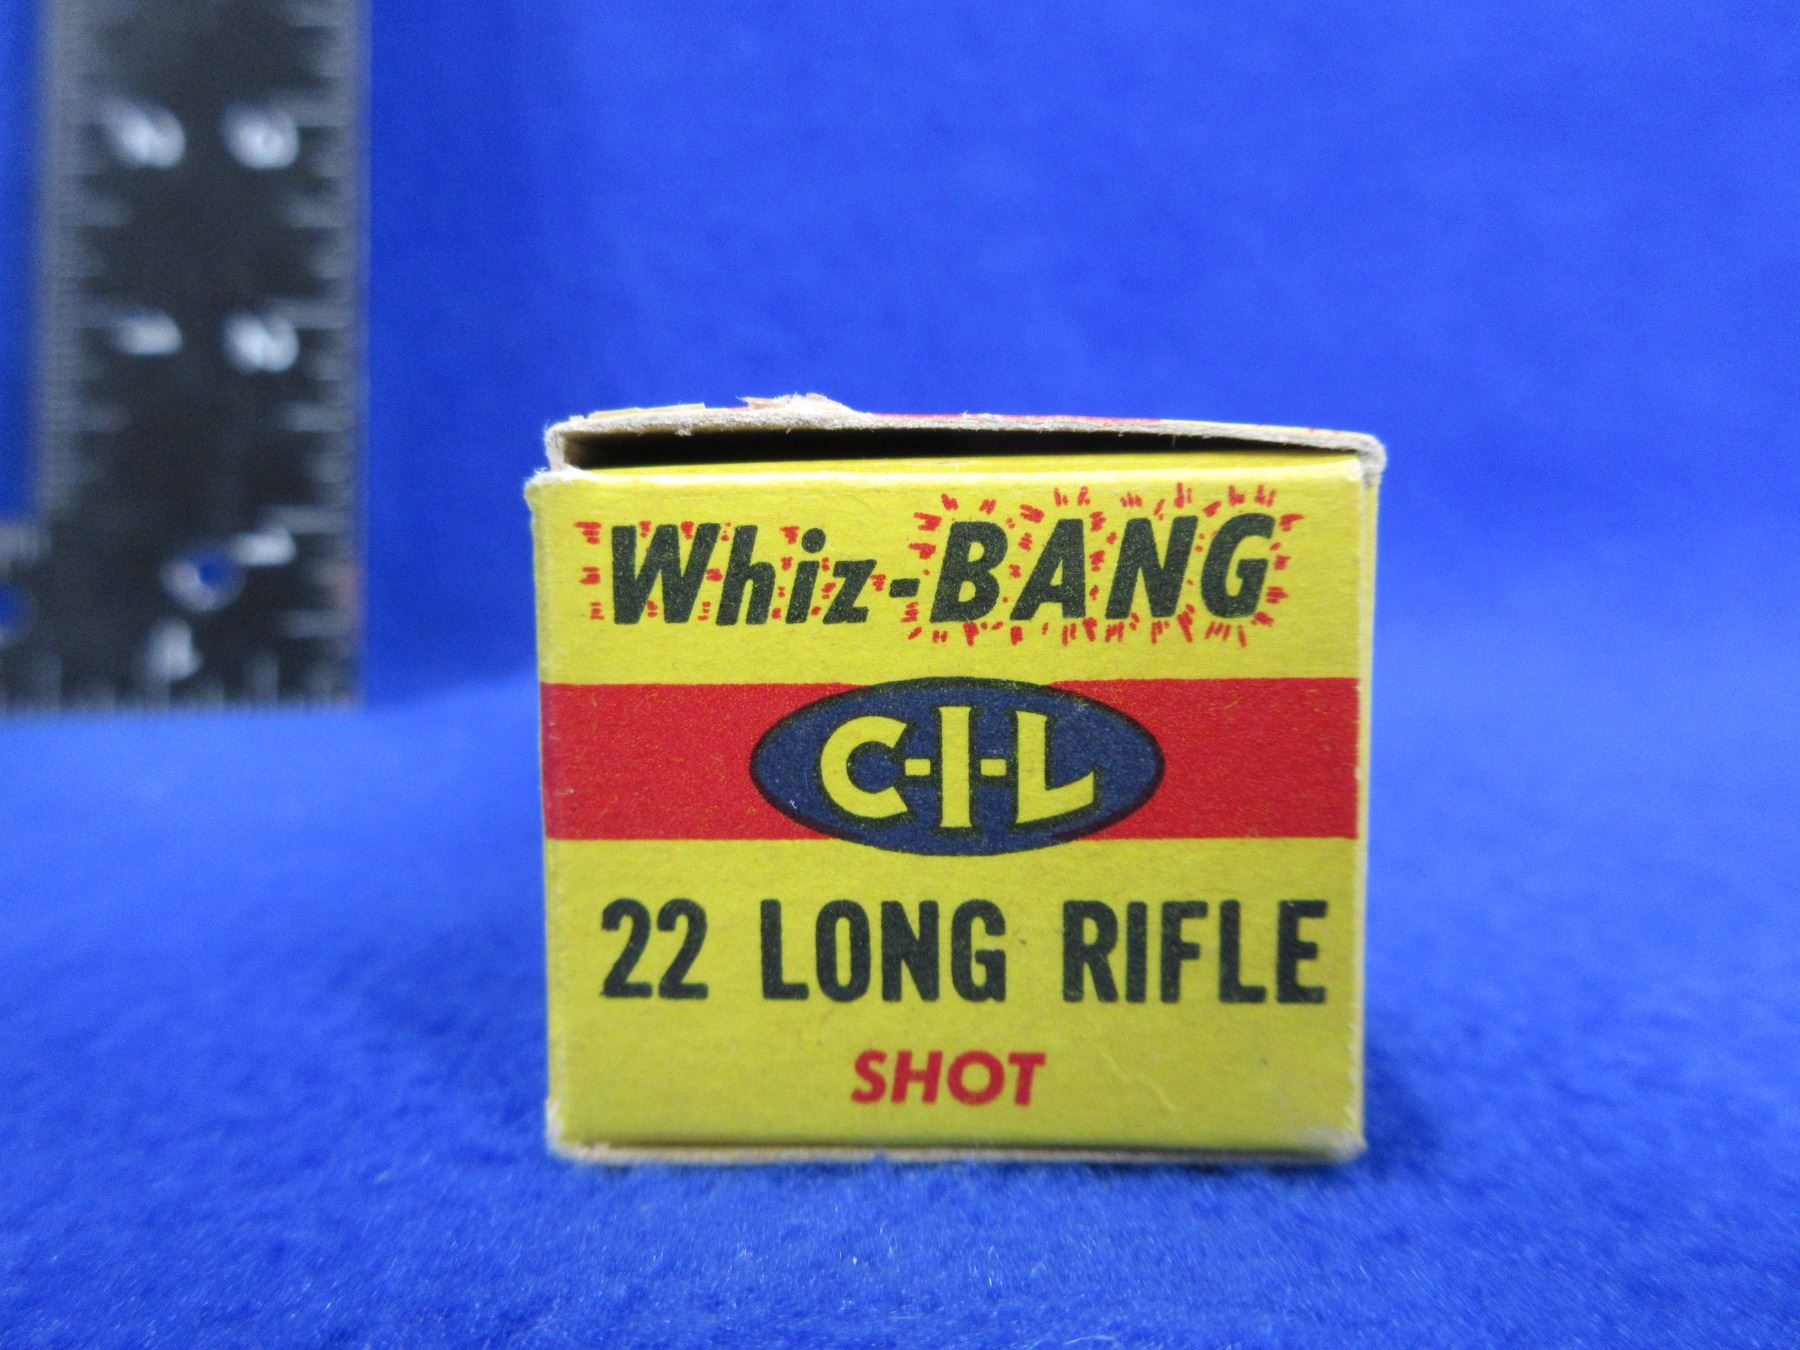 Whiz-BANG
C-I-L
22 LONG RIFLE
SHOT